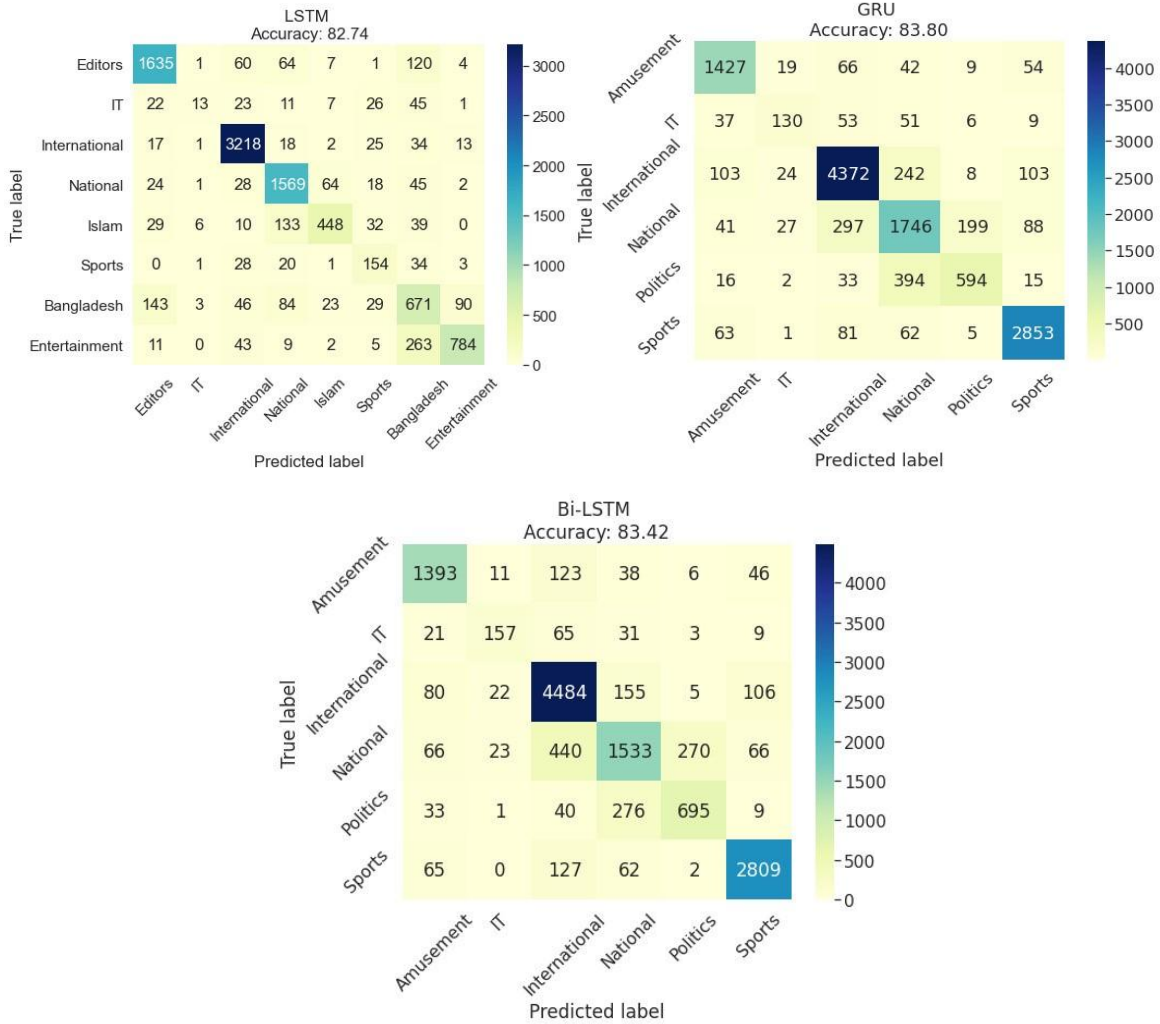 LSTM
Accuracy: 82.74
True label
Editors 1635 1 60 64 7 1 120 4
IT 22 13 23 11 7 26 45 1
International 17 1 3218 18 2 25 34 13
National 24 1 28 1569 64 18 45 2
Islam 29 6 10 133 448 32 39 0
Sports 0 1 28 20 1 154 34 3
Bangladesh 143 3 46 84 23 29 671 90
Entertainment 11 0 43 9 2 5 263 784
Editors IT International National Islam Sports Bangladesh Entertainment
Predicted label
3000
2500
2000
1500
1000
500
0
GRU
Accuracy: 83.80
True label
Amusement 1427 19 66 42 9 54
IT 37 130 53 51 6 9
International 103 24 4372 242 8 103
National 41 27 297 1746 199 88
Politics 16 2 33 394 594 15
Sports 63 1 81 62 5 2853
Amusement IT International National Politics Sports
Predicted label
4000
3500
3000
2500
2000
1500
1000
500
Bi-LSTM
Accuracy: 83.42
True label
Amusement 1393 11 123 38 6 46
IT 21 157 65 31 3 9
International 80 22 4484 155 5 106
National 66 23 440 1533 270 66
Politics 33 1 40 276 695 9
Sports 65 0 127 62 2 2809
Amusement IT International National Politics Sports
Predicted label
4000
3500
3000
2500
2000
1500
1000
500
0